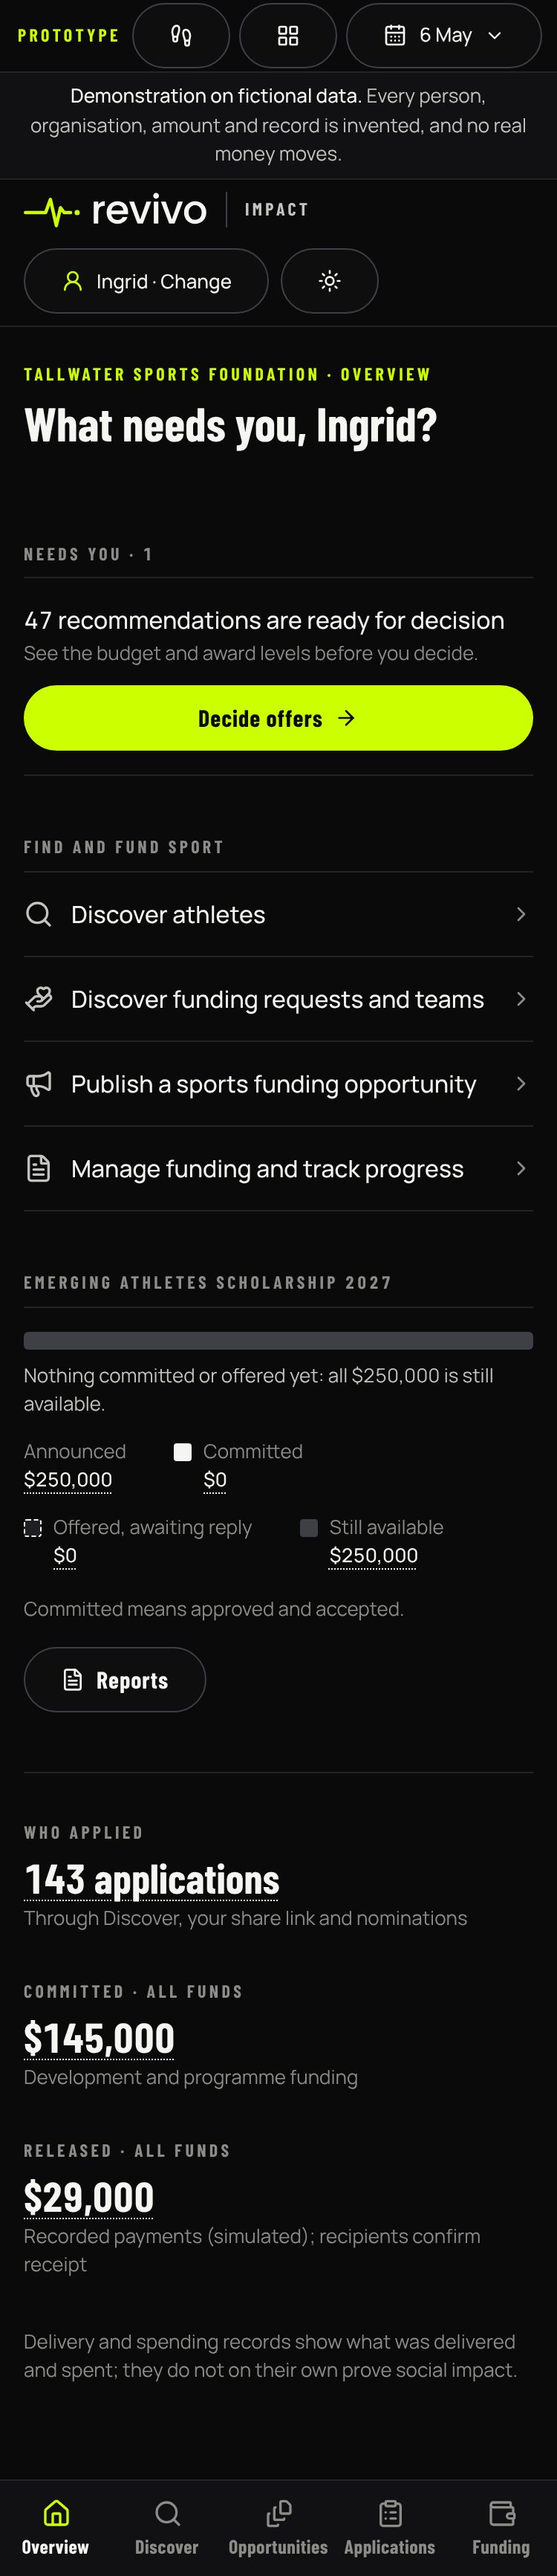 PROTOTYPE
6 May
Demonstration on fictional data. Every person,
organisation, amount and record is invented, and no real
money moves.
revivo
IMPACT
Ingrid · Change
TALLWATER SPORTS FOUNDATION · OVERVIEW
What needs you, Ingrid?
NEEDS YOU · 1
47 recommendations are ready for decision
See the budget and award levels before you decide.
Decide offers
FIND AND FUND SPORT
Discover athletes
Discover funding requests and teams
Publish a sports funding opportunity
Manage funding and track progress
EMERGING ATHLETES SCHOLARSHIP 2027
Nothing committed or offered yet: all $250,000 is still
available.
Announced
$250,000
Committed
$0
Offered, awaiting reply
$0
Still available
$250,000
Committed means approved and accepted.
Reports
WHO APPLIED
143 applications
Through Discover, your share link and nominations
COMMITTED · ALL FUNDS
$145,000
Development and programme funding
RELEASED · ALL FUNDS
$29,000
Recorded payments (simulated); recipients confirm
receipt
Delivery and spending records show what was delivered
and spent; they do not on their own prove social impact.
Overview
Discover
Opportunities
Applications
Funding